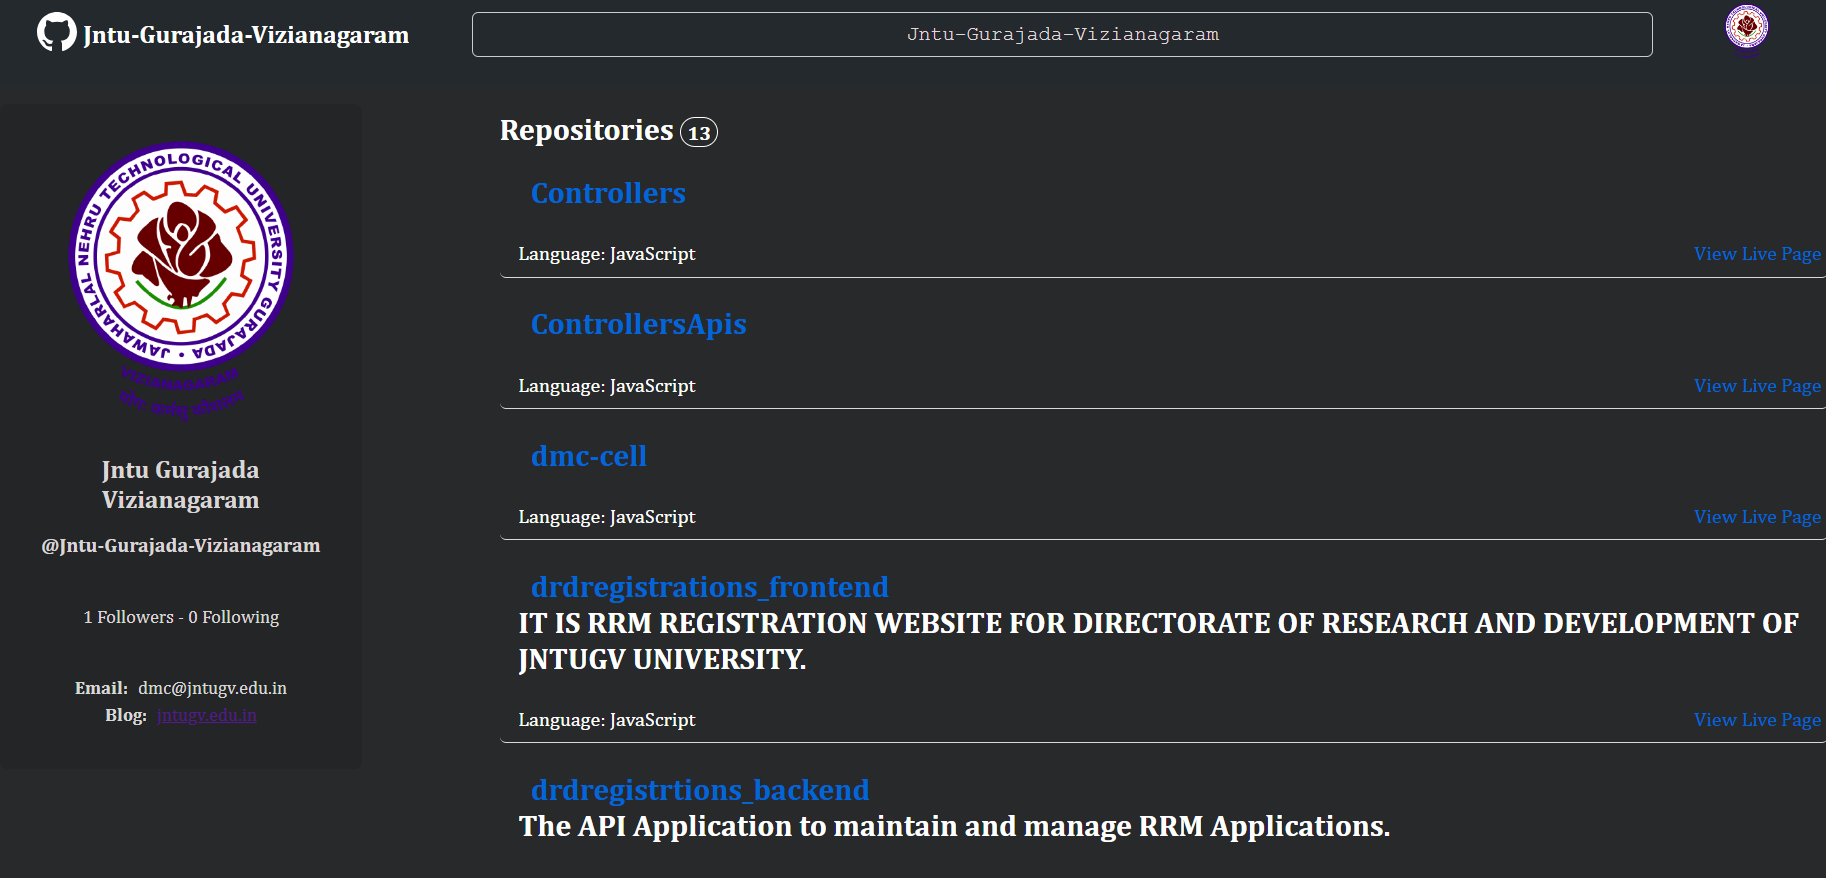 Jntu-Gurajada-Vizianagaram
Jntu-Gurajada-Vizianagaram
JAWAHARLAL NEHRU TECHNOLOGICAL UNIVERSITY GURAJADA
VIZIANAGARAM
Jntu Gurajada
Vizianagaram
@Jntu-Gurajada-Vizianagaram
1 Followers - 0 Following
Email: dmc@jntugv.edu.in
Blog: jntugv.edu.in
Repositories 13
Controllers
Language: JavaScript View Live Page
ControllersApis
Language: JavaScript View Live Page
dmc-cell
Language: JavaScript View Live Page
drdregistrations_frontend
IT IS RRM REGISTRATION WEBSITE FOR DIRECTORATE OF RESEARCH AND DEVELOPMENT OF
JNTUGV UNIVERSITY.
Language: JavaScript View Live Page
drdregistrtions_backend
The API Application to maintain and manage RRM Applications.